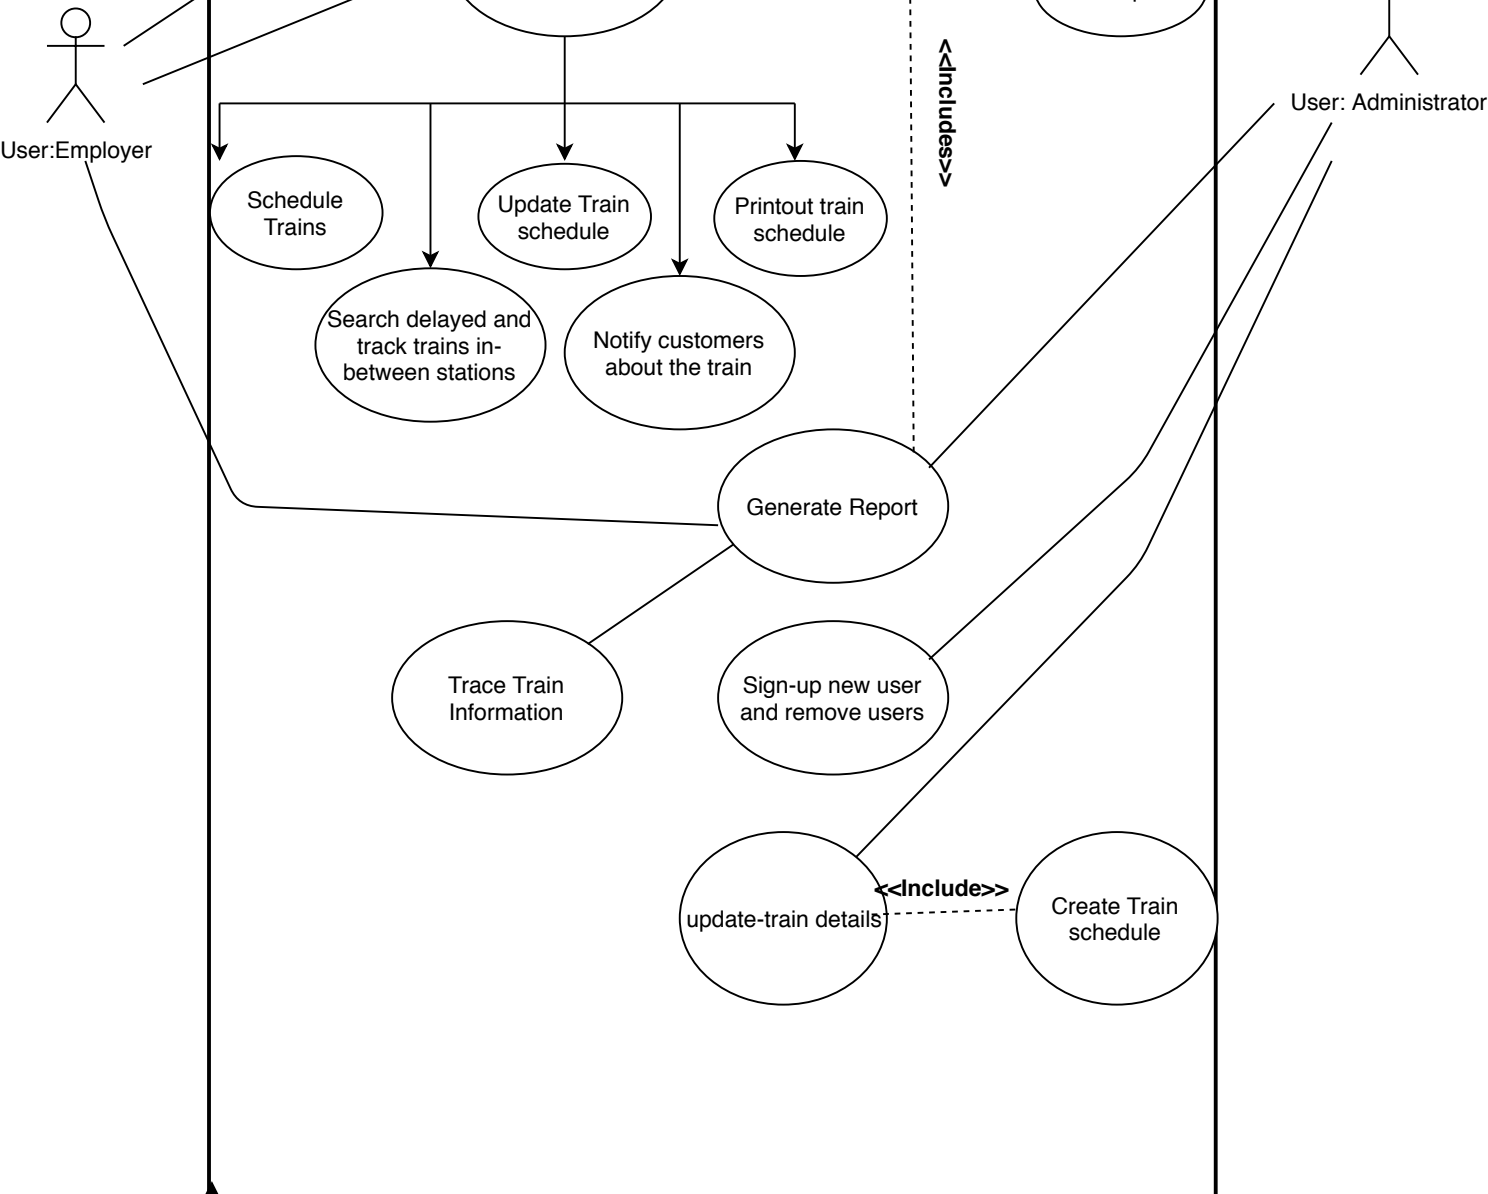 <<Includes>>
User: Administrator
User:Employer
Schedule
Trains
Update Train
schedule
Printout train
schedule
Search delayed and
track trains in-
between stations
Notify customers
about the train
Generate Report
Trace Train
Information
Sign-up new user
and remove users
<<Include>>
update-train details
Create Train
schedule